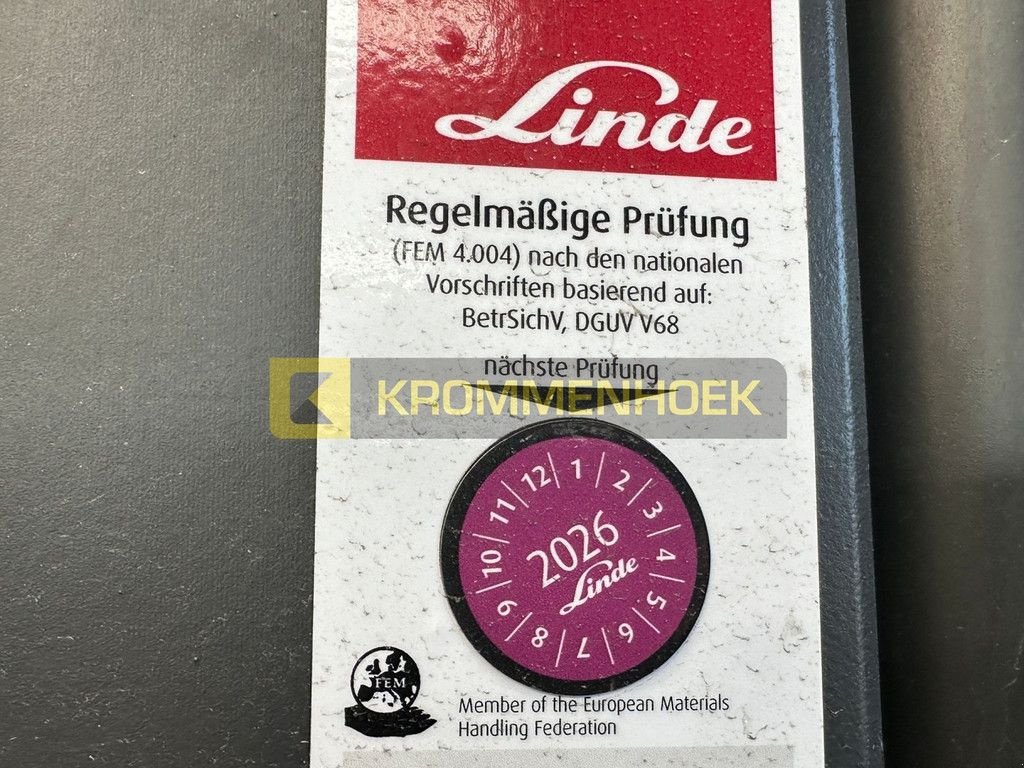 Linde
Regelmäßige Prüfung
(FEM 4.004) nach den nationalen
Vorschriften basierend auf:
BetrSichV, DGUV V68
nächste Prüfung
KROMMENHOEK
1 2 3 4 5 6 7 8 9 10 11 12
2026
Linde
FEM
Member of the European Materials
Handling Federation